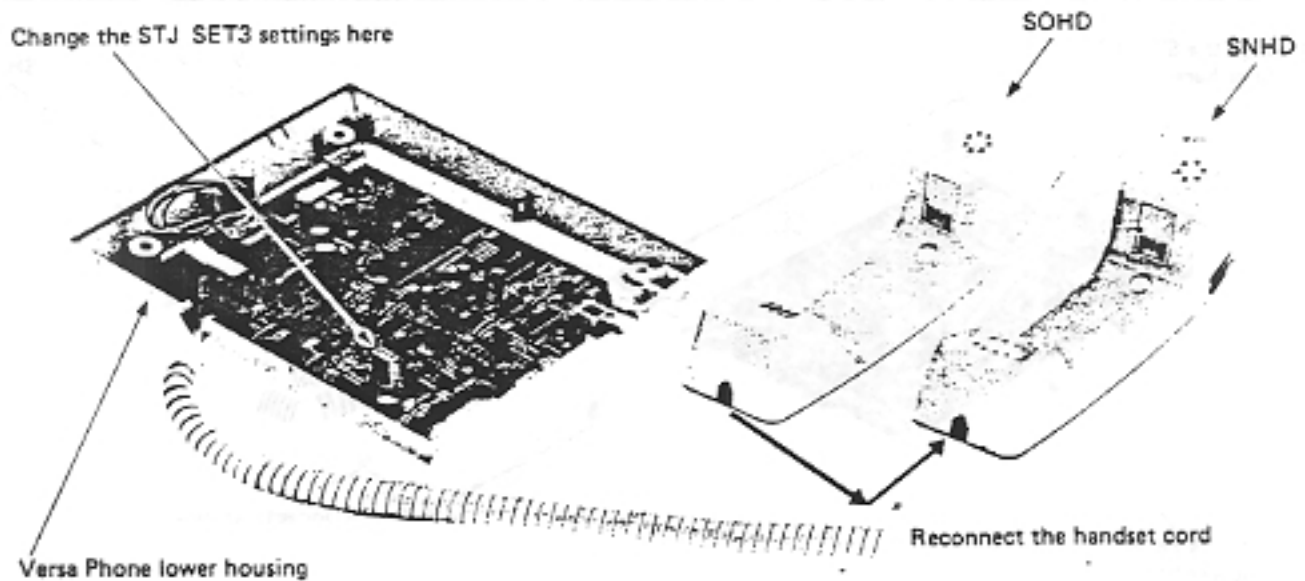 SOHD
Change the STJ SET3 settings here
SNHD
Reconnect the handset cord
Versa Phone lower housing